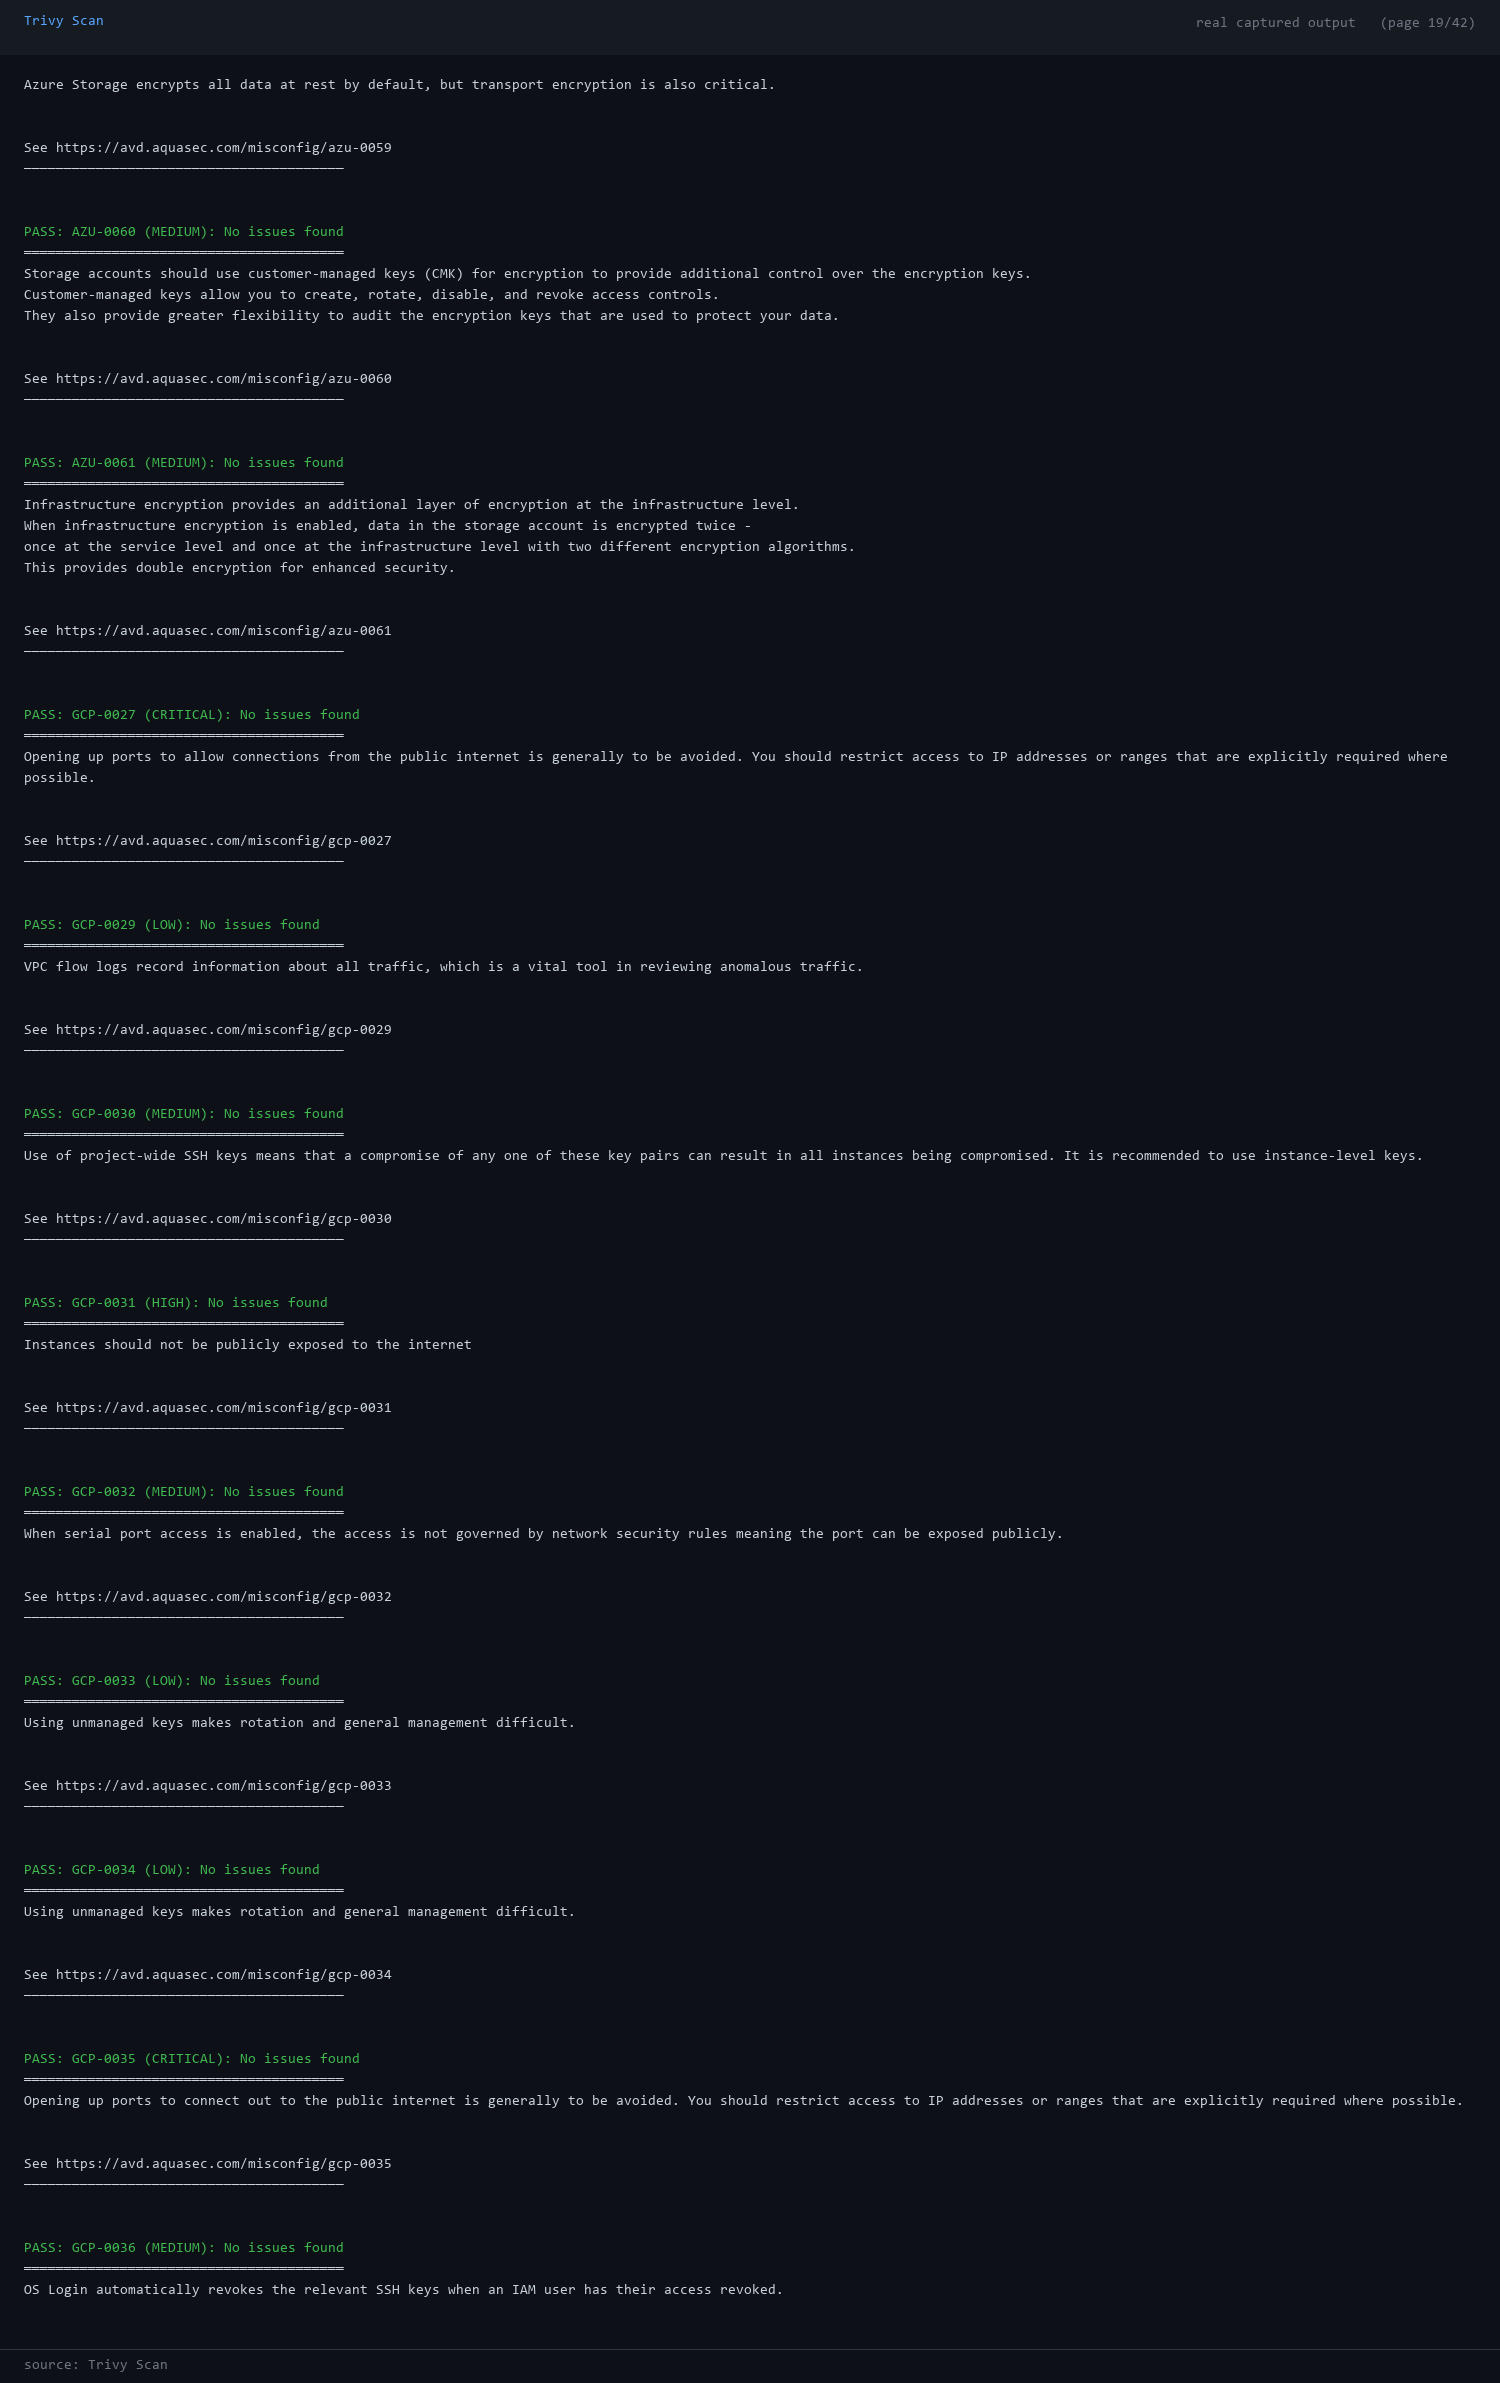 Trivy Scan
real captured output   (page 19/42)
Azure Storage encrypts all data at rest by default, but transport encryption is also critical.
See https://avd.aquasec.com/misconfig/azu-0059
────────────────────────────────────────
PASS: AZU-0060 (MEDIUM): No issues found
════════════════════════════════════════
Storage accounts should use customer-managed keys (CMK) for encryption to provide additional control over the encryption keys.
Customer-managed keys allow you to create, rotate, disable, and revoke access controls.
They also provide greater flexibility to audit the encryption keys that are used to protect your data.
See https://avd.aquasec.com/misconfig/azu-0060
────────────────────────────────────────
PASS: AZU-0061 (MEDIUM): No issues found
════════════════════════════════════════
Infrastructure encryption provides an additional layer of encryption at the infrastructure level.
When infrastructure encryption is enabled, data in the storage account is encrypted twice -
once at the service level and once at the infrastructure level with two different encryption algorithms.
This provides double encryption for enhanced security.
See https://avd.aquasec.com/misconfig/azu-0061
────────────────────────────────────────
PASS: GCP-0027 (CRITICAL): No issues found
════════════════════════════════════════
Opening up ports to allow connections from the public internet is generally to be avoided. You should restrict access to IP addresses or ranges that are explicitly required where
possible.
See https://avd.aquasec.com/misconfig/gcp-0027
────────────────────────────────────────
PASS: GCP-0029 (LOW): No issues found
════════════════════════════════════════
VPC flow logs record information about all traffic, which is a vital tool in reviewing anomalous traffic.
See https://avd.aquasec.com/misconfig/gcp-0029
────────────────────────────────────────
PASS: GCP-0030 (MEDIUM): No issues found
════════════════════════════════════════
Use of project-wide SSH keys means that a compromise of any one of these key pairs can result in all instances being compromised. It is recommended to use instance-level keys.
See https://avd.aquasec.com/misconfig/gcp-0030
────────────────────────────────────────
PASS: GCP-0031 (HIGH): No issues found
════════════════════════════════════════
Instances should not be publicly exposed to the internet
See https://avd.aquasec.com/misconfig/gcp-0031
────────────────────────────────────────
PASS: GCP-0032 (MEDIUM): No issues found
════════════════════════════════════════
When serial port access is enabled, the access is not governed by network security rules meaning the port can be exposed publicly.
See https://avd.aquasec.com/misconfig/gcp-0032
────────────────────────────────────────
PASS: GCP-0033 (LOW): No issues found
════════════════════════════════════════
Using unmanaged keys makes rotation and general management difficult.
See https://avd.aquasec.com/misconfig/gcp-0033
────────────────────────────────────────
PASS: GCP-0034 (LOW): No issues found
════════════════════════════════════════
Using unmanaged keys makes rotation and general management difficult.
See https://avd.aquasec.com/misconfig/gcp-0034
────────────────────────────────────────
PASS: GCP-0035 (CRITICAL): No issues found
════════════════════════════════════════
Opening up ports to connect out to the public internet is generally to be avoided. You should restrict access to IP addresses or ranges that are explicitly required where possible.
See https://avd.aquasec.com/misconfig/gcp-0035
────────────────────────────────────────
PASS: GCP-0036 (MEDIUM): No issues found
════════════════════════════════════════
OS Login automatically revokes the relevant SSH keys when an IAM user has their access revoked.
source: Trivy Scan